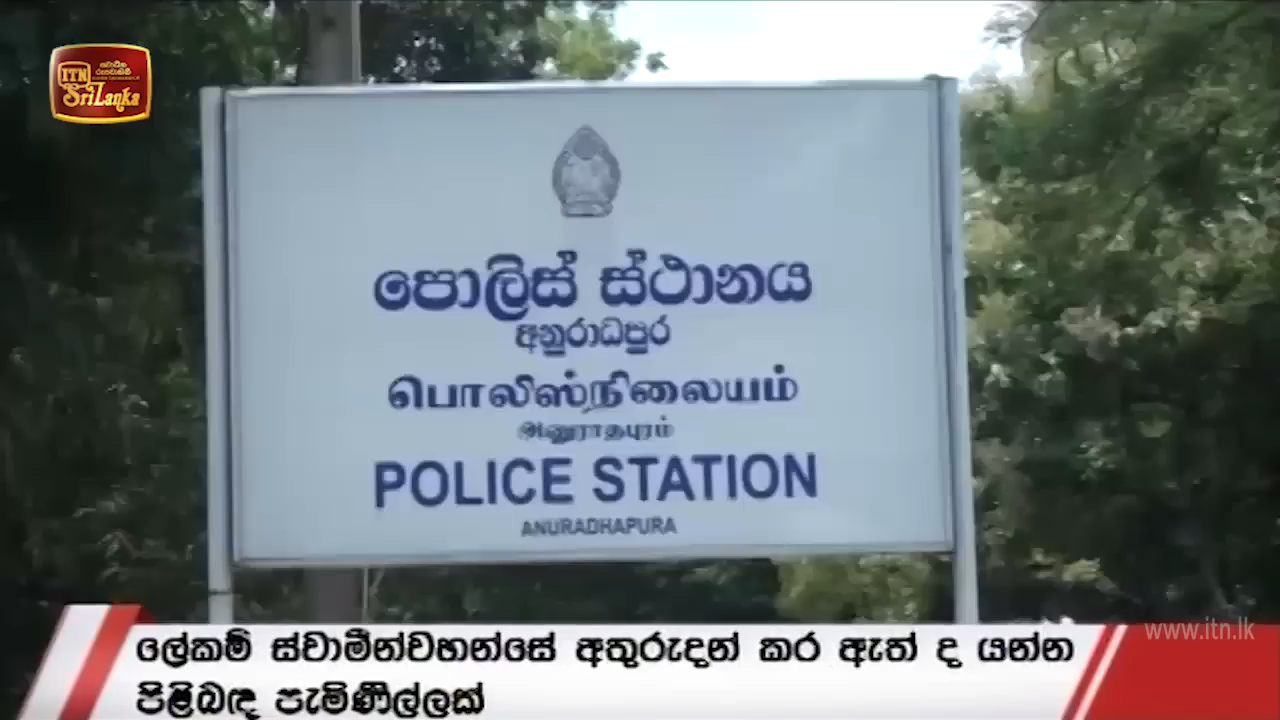 ITN
SriLanka
පොලිස් ස්ථානය
අනුරාධපුර
பொலிஸ்நிலையம்
அனுராதபுரம்
POLICE STATION
ANURADHAPURA
www.itn.lk
ලේකම් ස්වාමීන්වහන්සේ අතුරුදන් කර ඇත් ද යන්න
පිළිබඳ පැමිණිල්ලක්